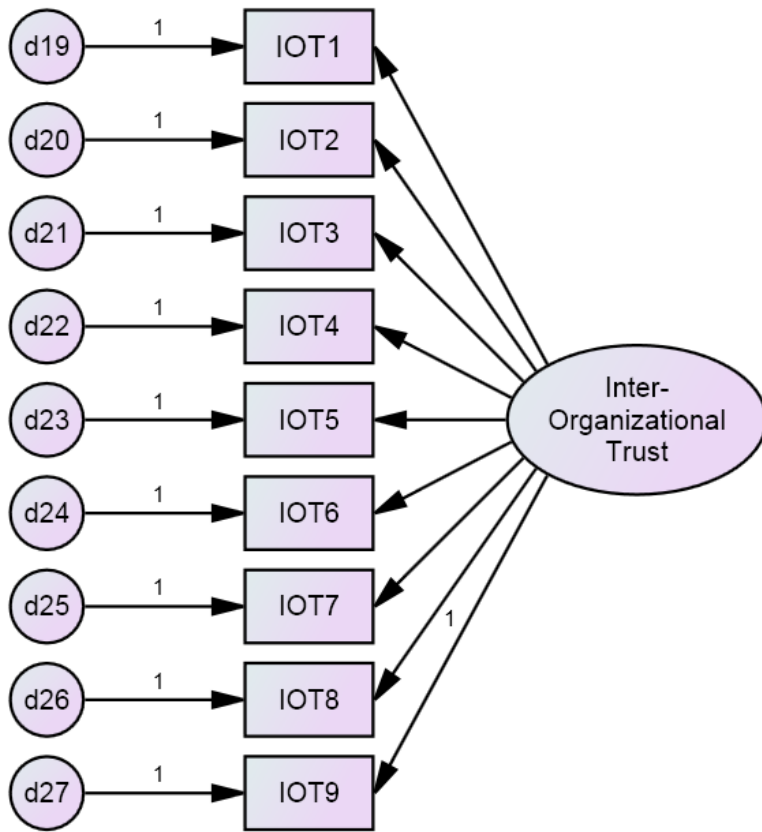 d19 1 IOT1
d20 1 IOT2
d21 1 IOT3
d22 1 IOT4
d23 1 IOT5
d24 1 IOT6
d25 1 IOT7
d26 1 IOT8
d27 1 IOT9
1
Inter-
Organizational
Trust